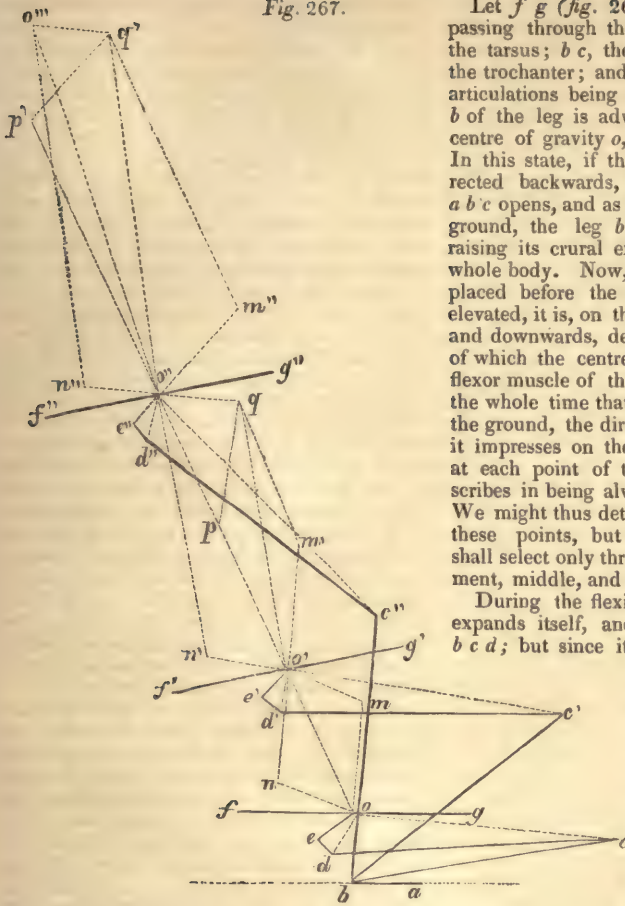 Fig. 267.
o'''
q'
p'
m''
n''
o''
g''
f''
e''
d''
q
p
m'
c''
n'
o'
g'
f'
e'
d'
m
c'
n
f
o
g
e
d
c
b
a
Let f g (fig. 26
passing through th
the tarsus; b c, the
the trochanter; and
articulations being
b of the leg is adv
centre of gravity o,
In this state, if th
rected backwards,
a b c opens, and as
ground, the leg b
raising its crural e
whole body. Now,
placed before the
elevated, it is, on th
and downwards, de
of which the centre
flexor muscle of th
the whole time that
the ground, the dir
it impresses on the
at each point of t
scribes in being alw
We might thus det
these points, but
shall select only thr
ment, middle, and
During the flexi
expands itself, and
b c d; but since it